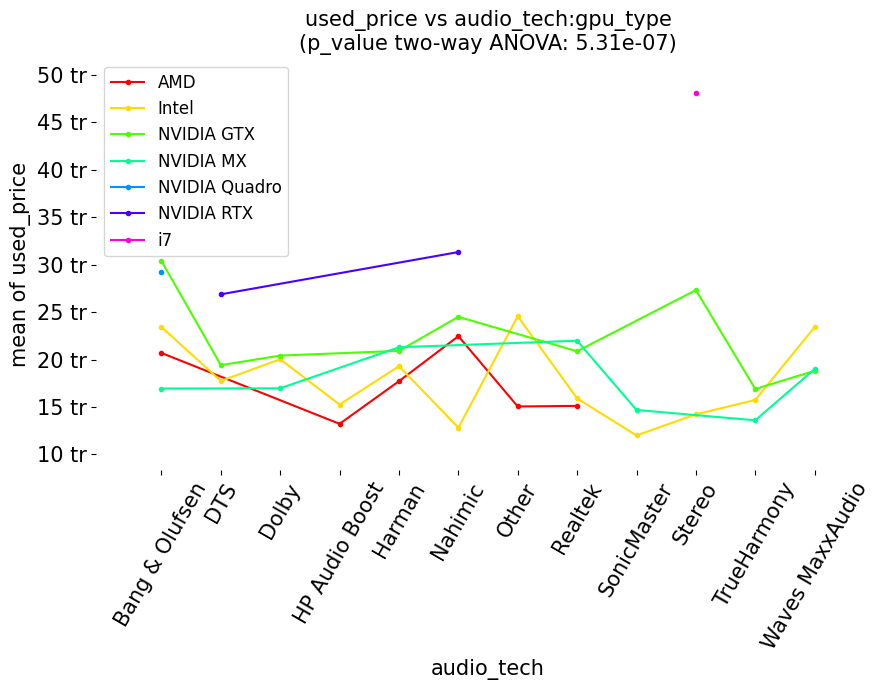 used_price vs audio_tech:gpu_type
(p_value two-way ANOVA: 5.31e-07)
AMD
Intel
NVIDIA GTX
NVIDIA MX
NVIDIA Quadro
NVIDIA RTX
i7
mean of used_price
50 tr
45 tr
40 tr
35 tr
30 tr
25 tr
20 tr
15 tr
10 tr
Bang & Olufsen
DTS
Dolby
HP Audio Boost
Harman
Nahimic
Other
Realtek
SonicMaster
Stereo
TrueHarmony
Waves MaxxAudio
audio_tech